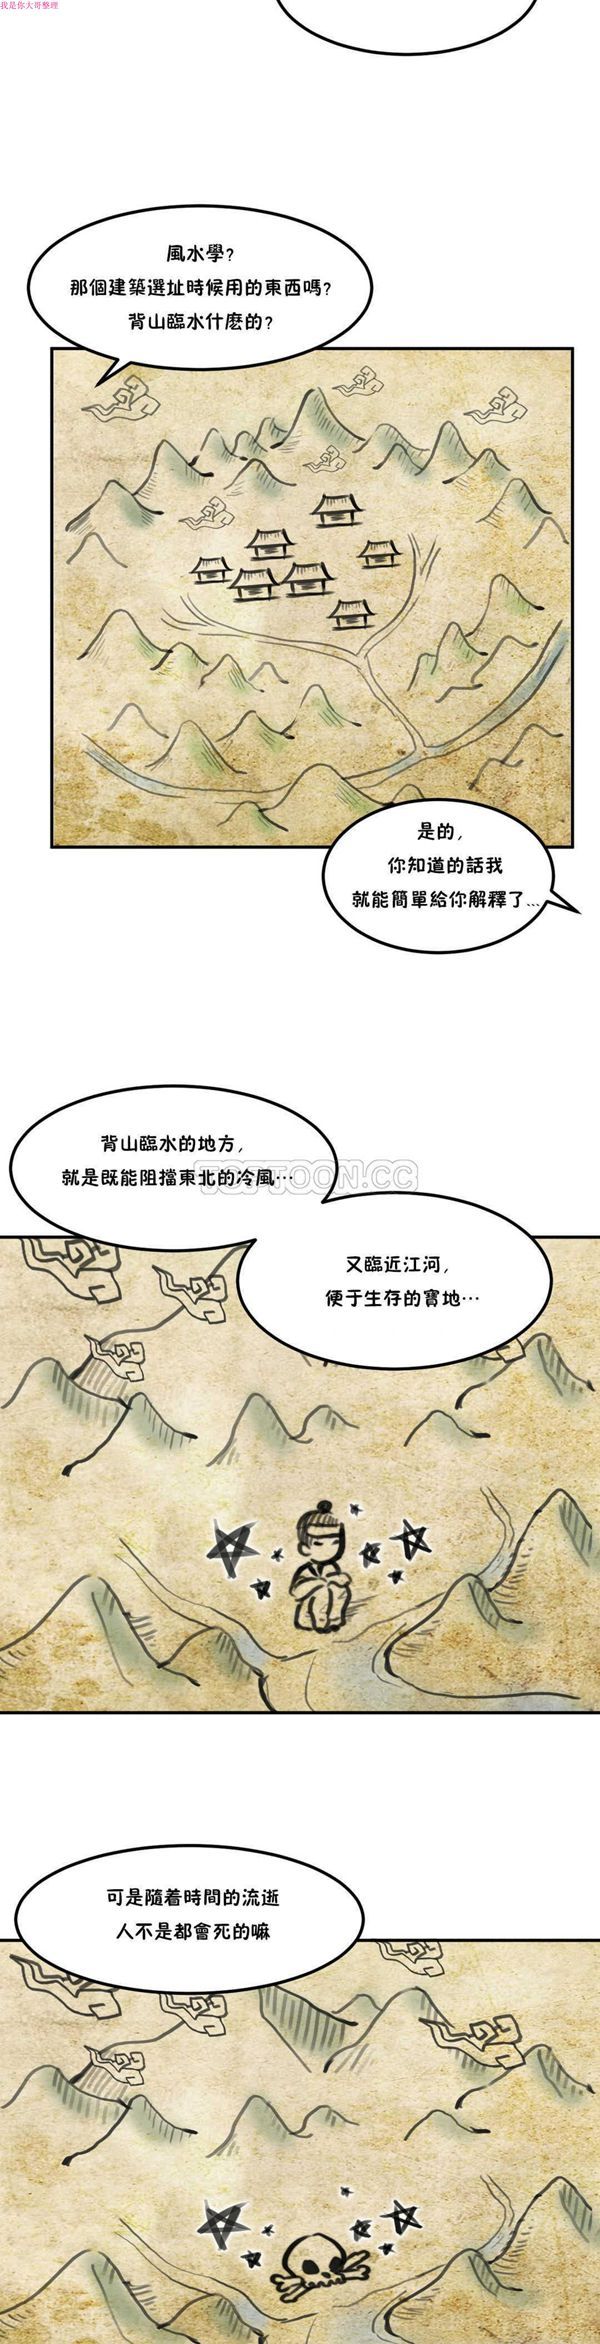 我是你大哥整理
風水學?
那個建築選址時候用的東西嗎?
背山臨水什麽的?
是的,
你知道的話我
就能簡單給你解釋了...
背山臨水的地方,
就是既能阻擋東北的冷風…
TOPTOON.CC
又臨近江河,
便于生存的寶地…
可是隨着時間的流逝
人不是都會死的嘛